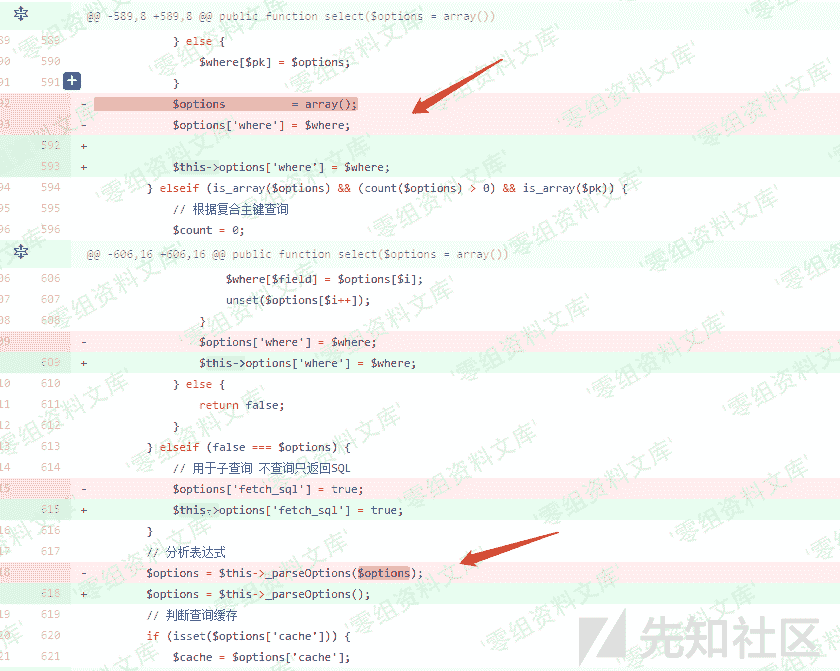 @@ -589,8 +589,8 @@ public function select($options = array())
89 589 } else {
90 590 $where[$pk] = $options;
91 591 + }
92 - $options = array();
93 - $options['where'] = $where;
592 +
593 + $this->options['where'] = $where;
94 594 } elseif (is_array($options) && (count($options) > 0) && is_array($pk)) {
95 595 // 根据复合主键查询
96 596 $count = 0;
@@ -606,16 +606,16 @@ public function select($options = array())
06 606 $where[$field] = $options[$i];
07 607 unset($options[$i++]);
08 608 }
09 - $options['where'] = $where;
609 + $this->options['where'] = $where;
10 610 } else {
11 611 return false;
12 612 }
13 613 } elseif (false === $options) {
14 614 // 用于子查询 不查询只返回SQL
15 - $options['fetch_sql'] = true;
615 + $this->options['fetch_sql'] = true;
16 616 }
17 617 // 分析表达式
18 - $options = $this->_parseOptions($options);
618 + $options = $this->_parseOptions();
19 619 // 判断查询缓存
20 620 if (isset($options['cache'])) {
21 621 $cache = $options['cache'];
零组资料文库
先知社区